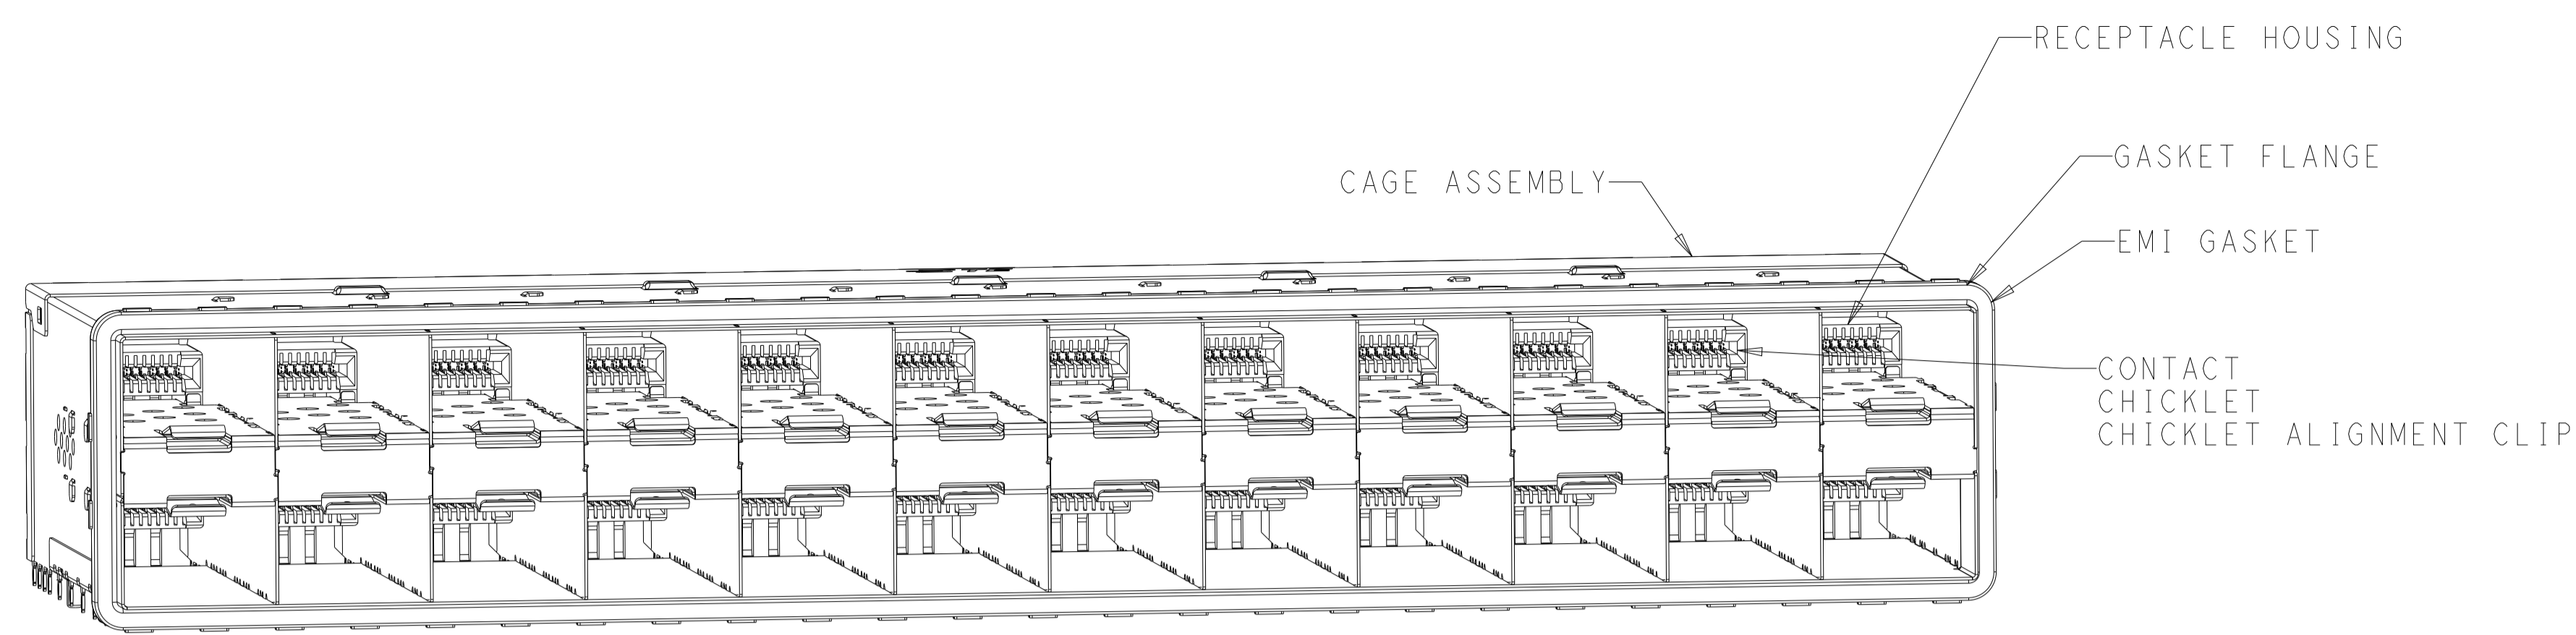 RECEPTACLE HOUSING
GASKET FLANGE
CAGE ASSEMBLY
EMI GASKET
CONTACT
CHICKLET
CHICKLET ALIGNMENT CLIP